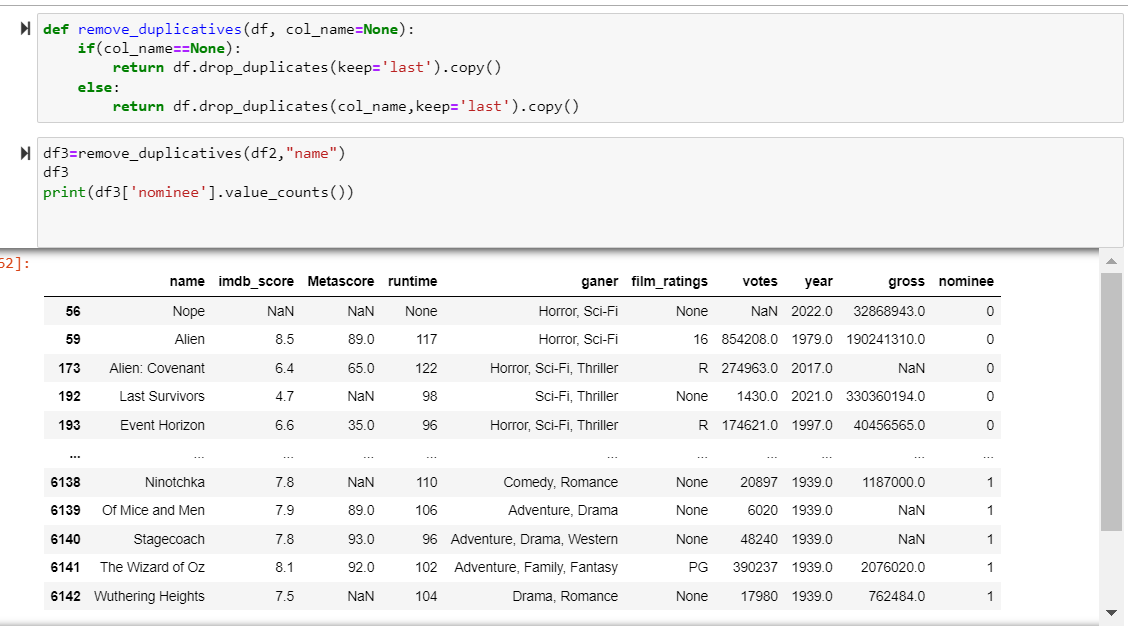 def remove_duplicatives(df, col_name=None):
    if(col_name==None):
        return df.drop_duplicates(keep='last').copy()
    else:
        return df.drop_duplicates(col_name,keep='last').copy()
df3=remove_duplicatives(df2,"name")
df3
print(df3['nominee'].value_counts())
52]:
name imdb_score Metascore runtime ganer film_ratings votes year gross nominee
56 Nope NaN NaN None Horror, Sci-Fi None NaN 2022.0 32868943.0 0
59 Alien 8.5 89.0 117 Horror, Sci-Fi 16 854208.0 1979.0 190241310.0 0
173 Alien: Covenant 6.4 65.0 122 Horror, Sci-Fi, Thriller R 274963.0 2017.0 NaN 0
192 Last Survivors 4.7 NaN 98 Sci-Fi, Thriller None 1430.0 2021.0 330360194.0 0
193 Event Horizon 6.6 35.0 96 Horror, Sci-Fi, Thriller R 174621.0 1997.0 40456565.0 0
... ... ... ... ... ... ... ... ... ... ...
6138 Ninotchka 7.8 NaN 110 Comedy, Romance None 20897 1939.0 1187000.0 1
6139 Of Mice and Men 7.9 89.0 106 Adventure, Drama None 6020 1939.0 NaN 1
6140 Stagecoach 7.8 93.0 96 Adventure, Drama, Western None 48240 1939.0 NaN 1
6141 The Wizard of Oz 8.1 92.0 102 Adventure, Family, Fantasy PG 390237 1939.0 2076020.0 1
6142 Wuthering Heights 7.5 NaN 104 Drama, Romance None 17980 1939.0 762484.0 1